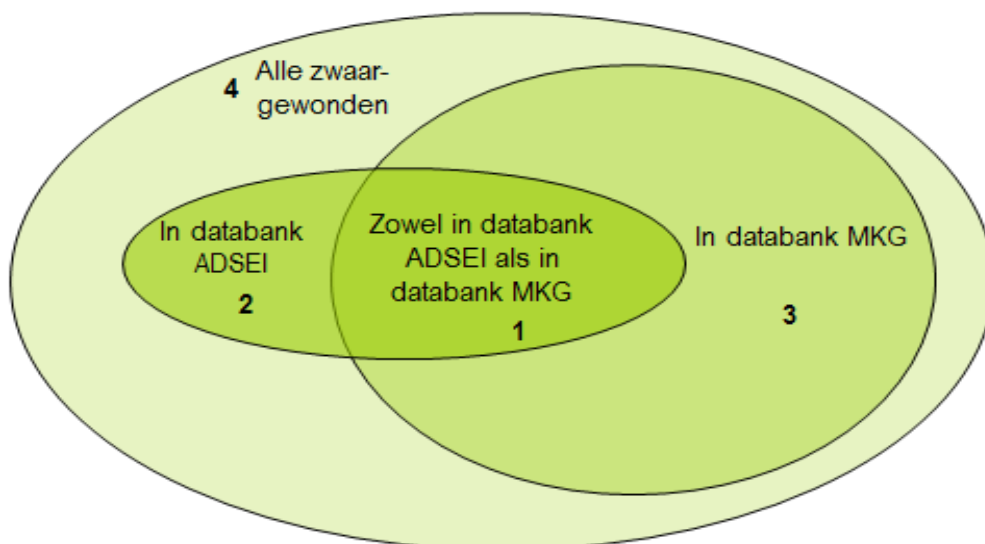 4 Alle zwaar-
gewonden
In databank
ADSEI
2
Zowel in databank
ADSEI als in
databank MKG
1
In databank MKG
3